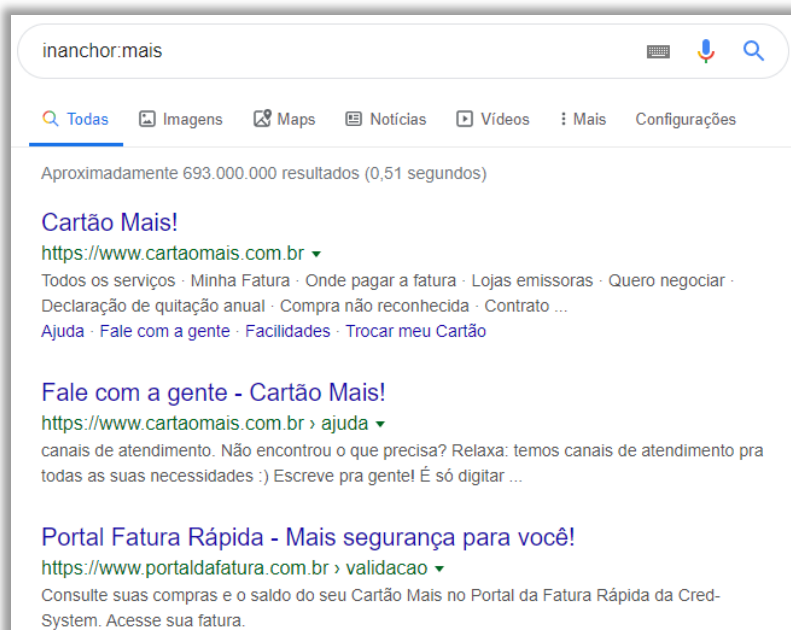 inanchor:mais
Todas Imagens Maps Notícias Vídeos Mais Configurações
Aproximadamente 693.000.000 resultados (0,51 segundos)
Cartão Mais!
https://www.cartaomais.com.br
Todos os serviços · Minha Fatura · Onde pagar a fatura · Lojas emissoras · Quero negociar ·
Declaração de quitação anual · Compra não reconhecida · Contrato ...
Ajuda · Fale com a gente · Facilidades · Trocar meu Cartão
Fale com a gente - Cartão Mais!
https://www.cartaomais.com.br › ajuda
canais de atendimento. Não encontrou o que precisa? Relaxa: temos canais de atendimento pra
todas as suas necessidades :) Escreve pra gente! É só digitar ...
Portal Fatura Rápida - Mais segurança para você!
https://www.portaldafatura.com.br › validacao
Consulte suas compras e o saldo do seu Cartão Mais no Portal da Fatura Rápida da Cred-
System. Acesse sua fatura.